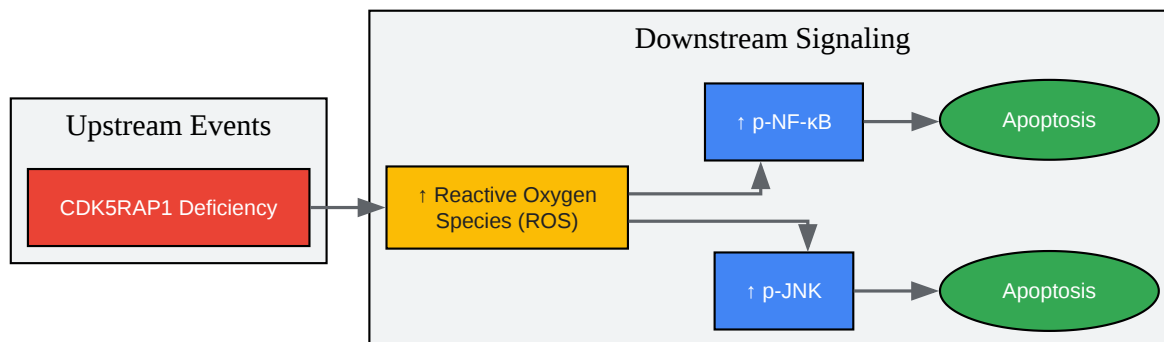 Upstream Events
CDK5RAP1 Deficiency
Downstream Signaling
↑ Reactive Oxygen
Species (ROS)
↑ p-NF-κB
Apoptosis
↑ p-JNK
Apoptosis